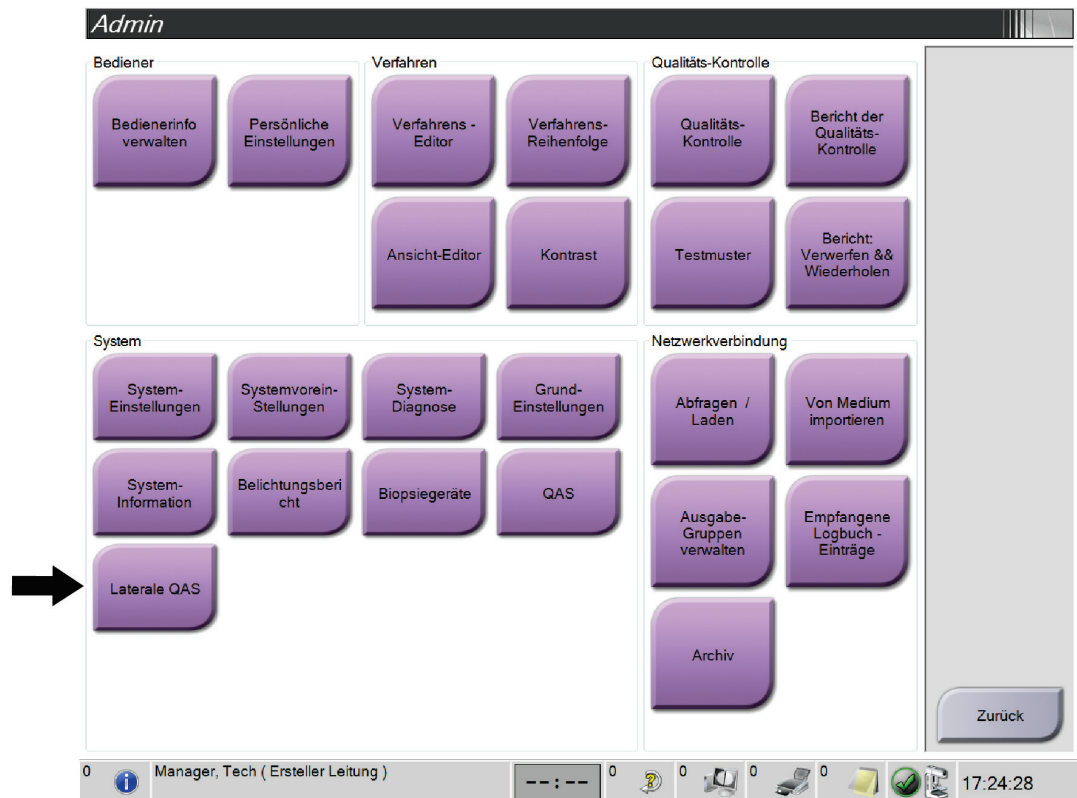 Admin
Bediener
Bedienerinfo
verwalten
Persönliche
Einstellungen
Verfahren
Verfahrens -
Editor
Verfahrens-
Reihenfolge
Ansicht-Editor
Kontrast
Qualitäts-Kontrolle
Qualitäts-
Kontrolle
Bericht der
Qualitäts-
Kontrolle
Testmuster
Bericht:
Verwerfen &&
Wiederholen
System
System-
Einstellungen
Systemvorein-
Stellungen
System-
Diagnose
Grund-
Einstellungen
System-
Information
Belichtungsberi
cht
Biopsiegeräte
QAS
Laterale QAS
Netzwerkverbindung
Abfragen /
Laden
Von Medium
importieren
Ausgabe-
Gruppen
verwalten
Empfangene
Logbuch -
Einträge
Archiv
Zurück
0
Manager, Tech ( Ersteller Leitung )
--:--
0
0
0
0
17:24:28